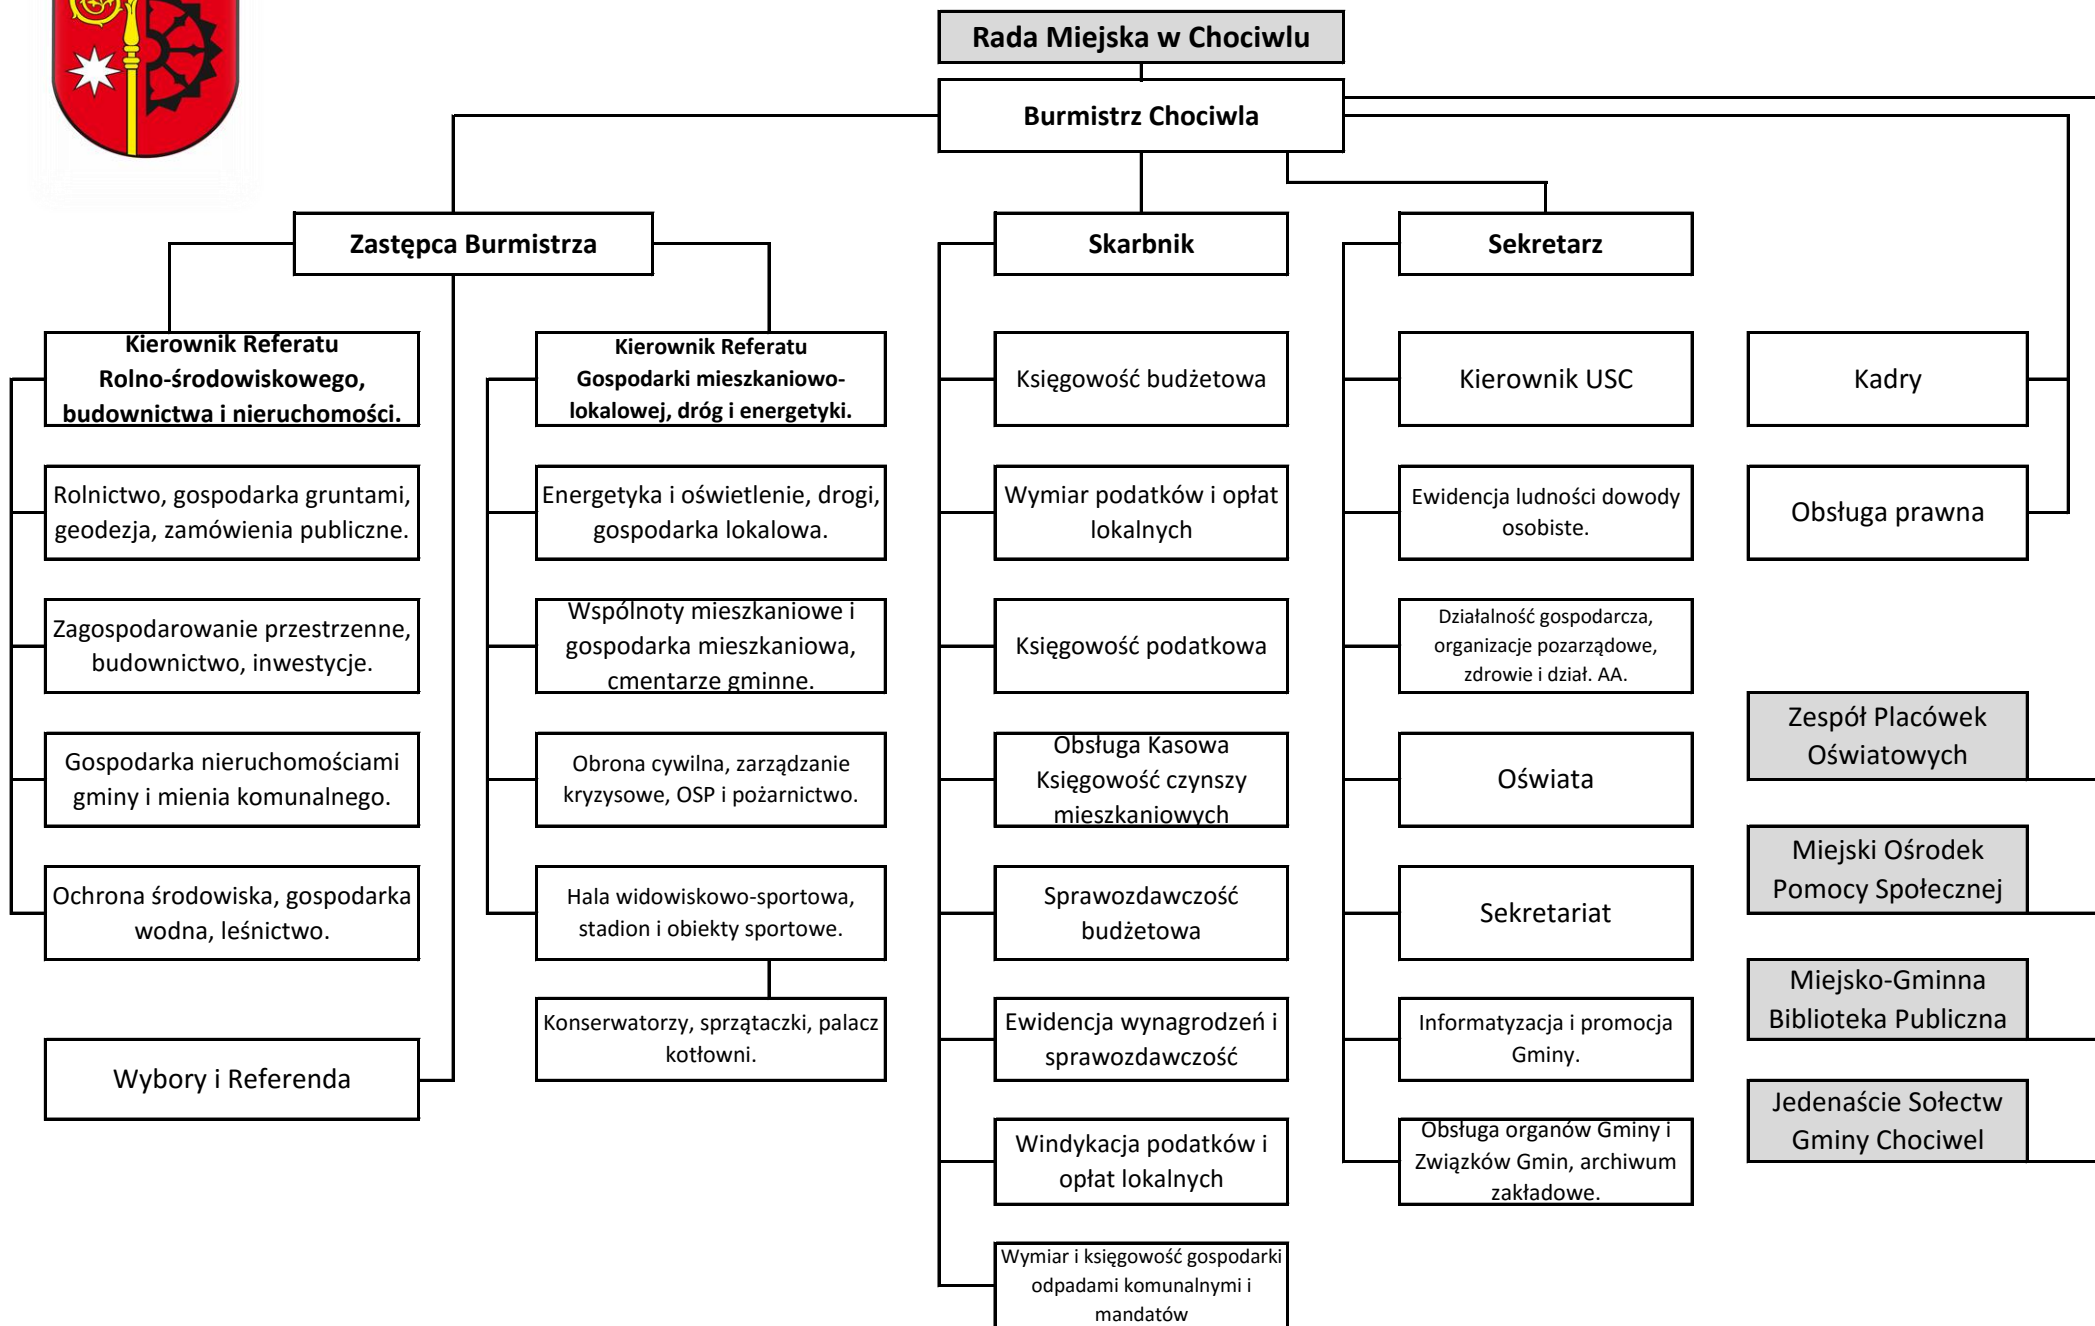 Rada Miejska w Chociwlu
Burmistrz Chociwla
Zastępca Burmistrza
Skarbnik
Sekretarz
Kierownik Referatu
Rolno-środowiskowego,
budownictwa i nieruchomości.
Rolnictwo, gospodarka gruntami,
geodezja, zamówienia publiczne.
Zagospodarowanie przestrzenne,
budownictwo, inwestycje.
Gospodarka nieruchomościami
gminy i mienia komunalnego.
Ochrona środowiska, gospodarka
wodna, leśnictwo.
Wybory i Referenda
Kierownik Referatu
Gospodarki mieszkaniowo-
lokalowej, dróg i energetyki.
Energetyka i oświetlenie, drogi,
gospodarka lokalowa.
Wspólnoty mieszkaniowe i
gospodarka mieszkaniowa,
cmentarze gminne.
Obrona cywilna, zarządzanie
kryzysowe, OSP i pożarnictwo.
Hala widowiskowo-sportowa,
stadion i obiekty sportowe.
Konserwatorzy, sprzątaczki, palacz
kotłowni.
Księgowość budżetowa
Wymiar podatków i opłat
lokalnych
Księgowość podatkowa
Obsługa Kasowa
Księgowość czynszy
mieszkaniowych
Sprawozdawczość
budżetowa
Ewidencja wynagrodzeń i
sprawozdawczość
Windykacja podatków i
opłat lokalnych
Wymiar i księgowość gospodarki
odpadami komunalnymi i
mandatów
Kierownik USC
Ewidencja ludności dowody
osobiste.
Działalność gospodarcza,
organizacje pozarządowe,
zdrowie i dział. AA.
Oświata
Sekretariat
Informatyzacja i promocja
Gminy.
Obsługa organów Gminy i
Związków Gmin, archiwum
zakładowe.
Kadry
Obsługa prawna
Zespół Placówek
Oświatowych
Miejski Ośrodek
Pomocy Społecznej
Miejsko-Gminna
Biblioteka Publiczna
Jedenaście Sołectw
Gminy Chociwel